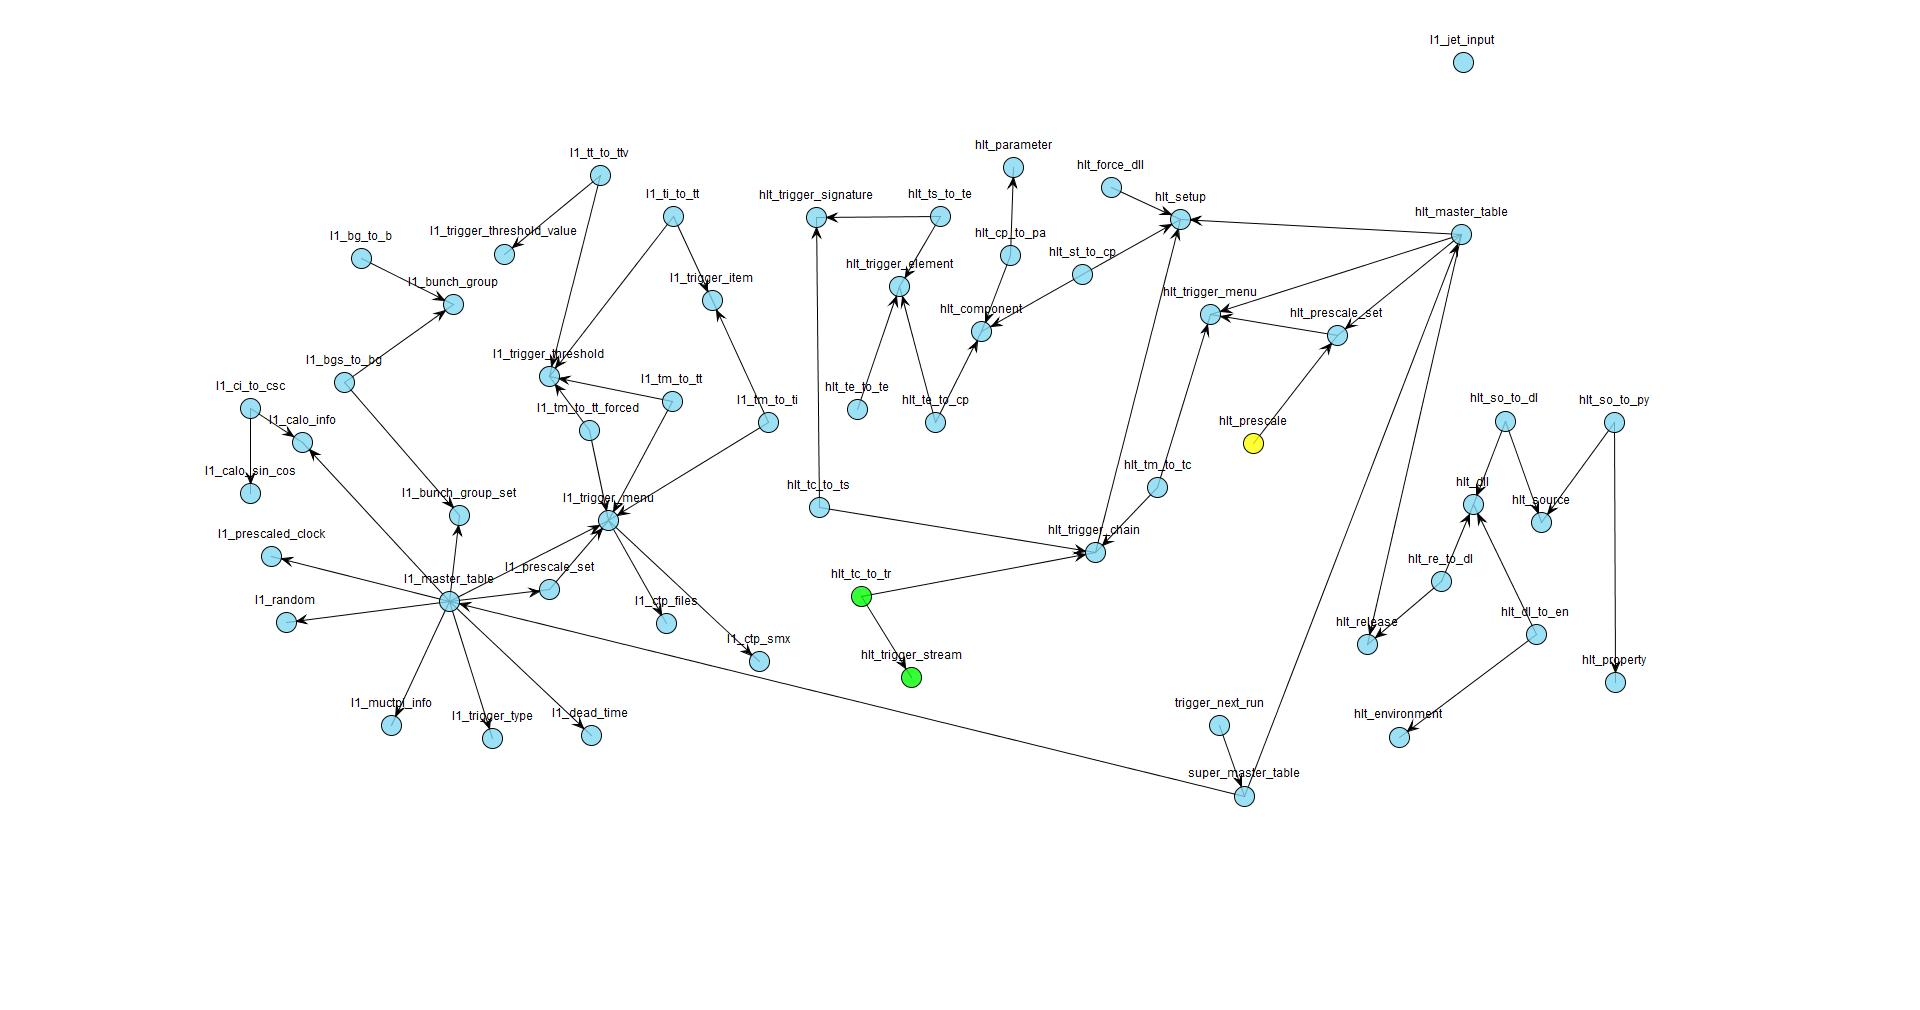 l1_jet_input
hlt_parameter
l1_tt_to_ttv
hlt_force_dll
l1_ti_to_tt
hlt_trigger_signature
hlt_ts_to_te
hlt_setup
hlt_master_table
l1_bg_to_b
l1_trigger_threshold_value
hlt_cp_to_pa
hlt_st_to_cp
hlt_trigger_element
l1_bunch_group
l1_trigger_item
hlt_trigger_menu
hlt_component
hlt_prescale_set
l1_bgs_to_bg
l1_trigger_threshold
l1_ci_to_csc
l1_tm_to_tt
hlt_te_to_te
l1_tm_to_tt_forced
l1_tm_to_ti
hlt_te_to_cp
hlt_so_to_dl
hlt_so_to_py
l1_calo_info
hlt_prescale
l1_calo_sin_cos
hlt_tm_to_tc
l1_bunch_group_set
l1_trigger_menu
hlt_tc_to_ts
hlt_dll
hlt_source
l1_prescaled_clock
hlt_trigger_chain
l1_master_table
l1_prescale_set
hlt_tc_to_tr
hlt_re_to_dl
l1_random
l1_ctp_files
hlt_release
hlt_dl_to_en
l1_ctp_smx
hlt_trigger_stream
hlt_property
l1_muctpi_info
l1_trigger_type
l1_dead_time
trigger_next_run
hlt_environment
super_master_table